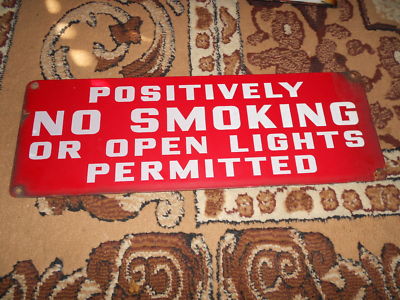 POSITIVELY
NO SMOKING
OR OPEN LIGHTS
PERMITTED